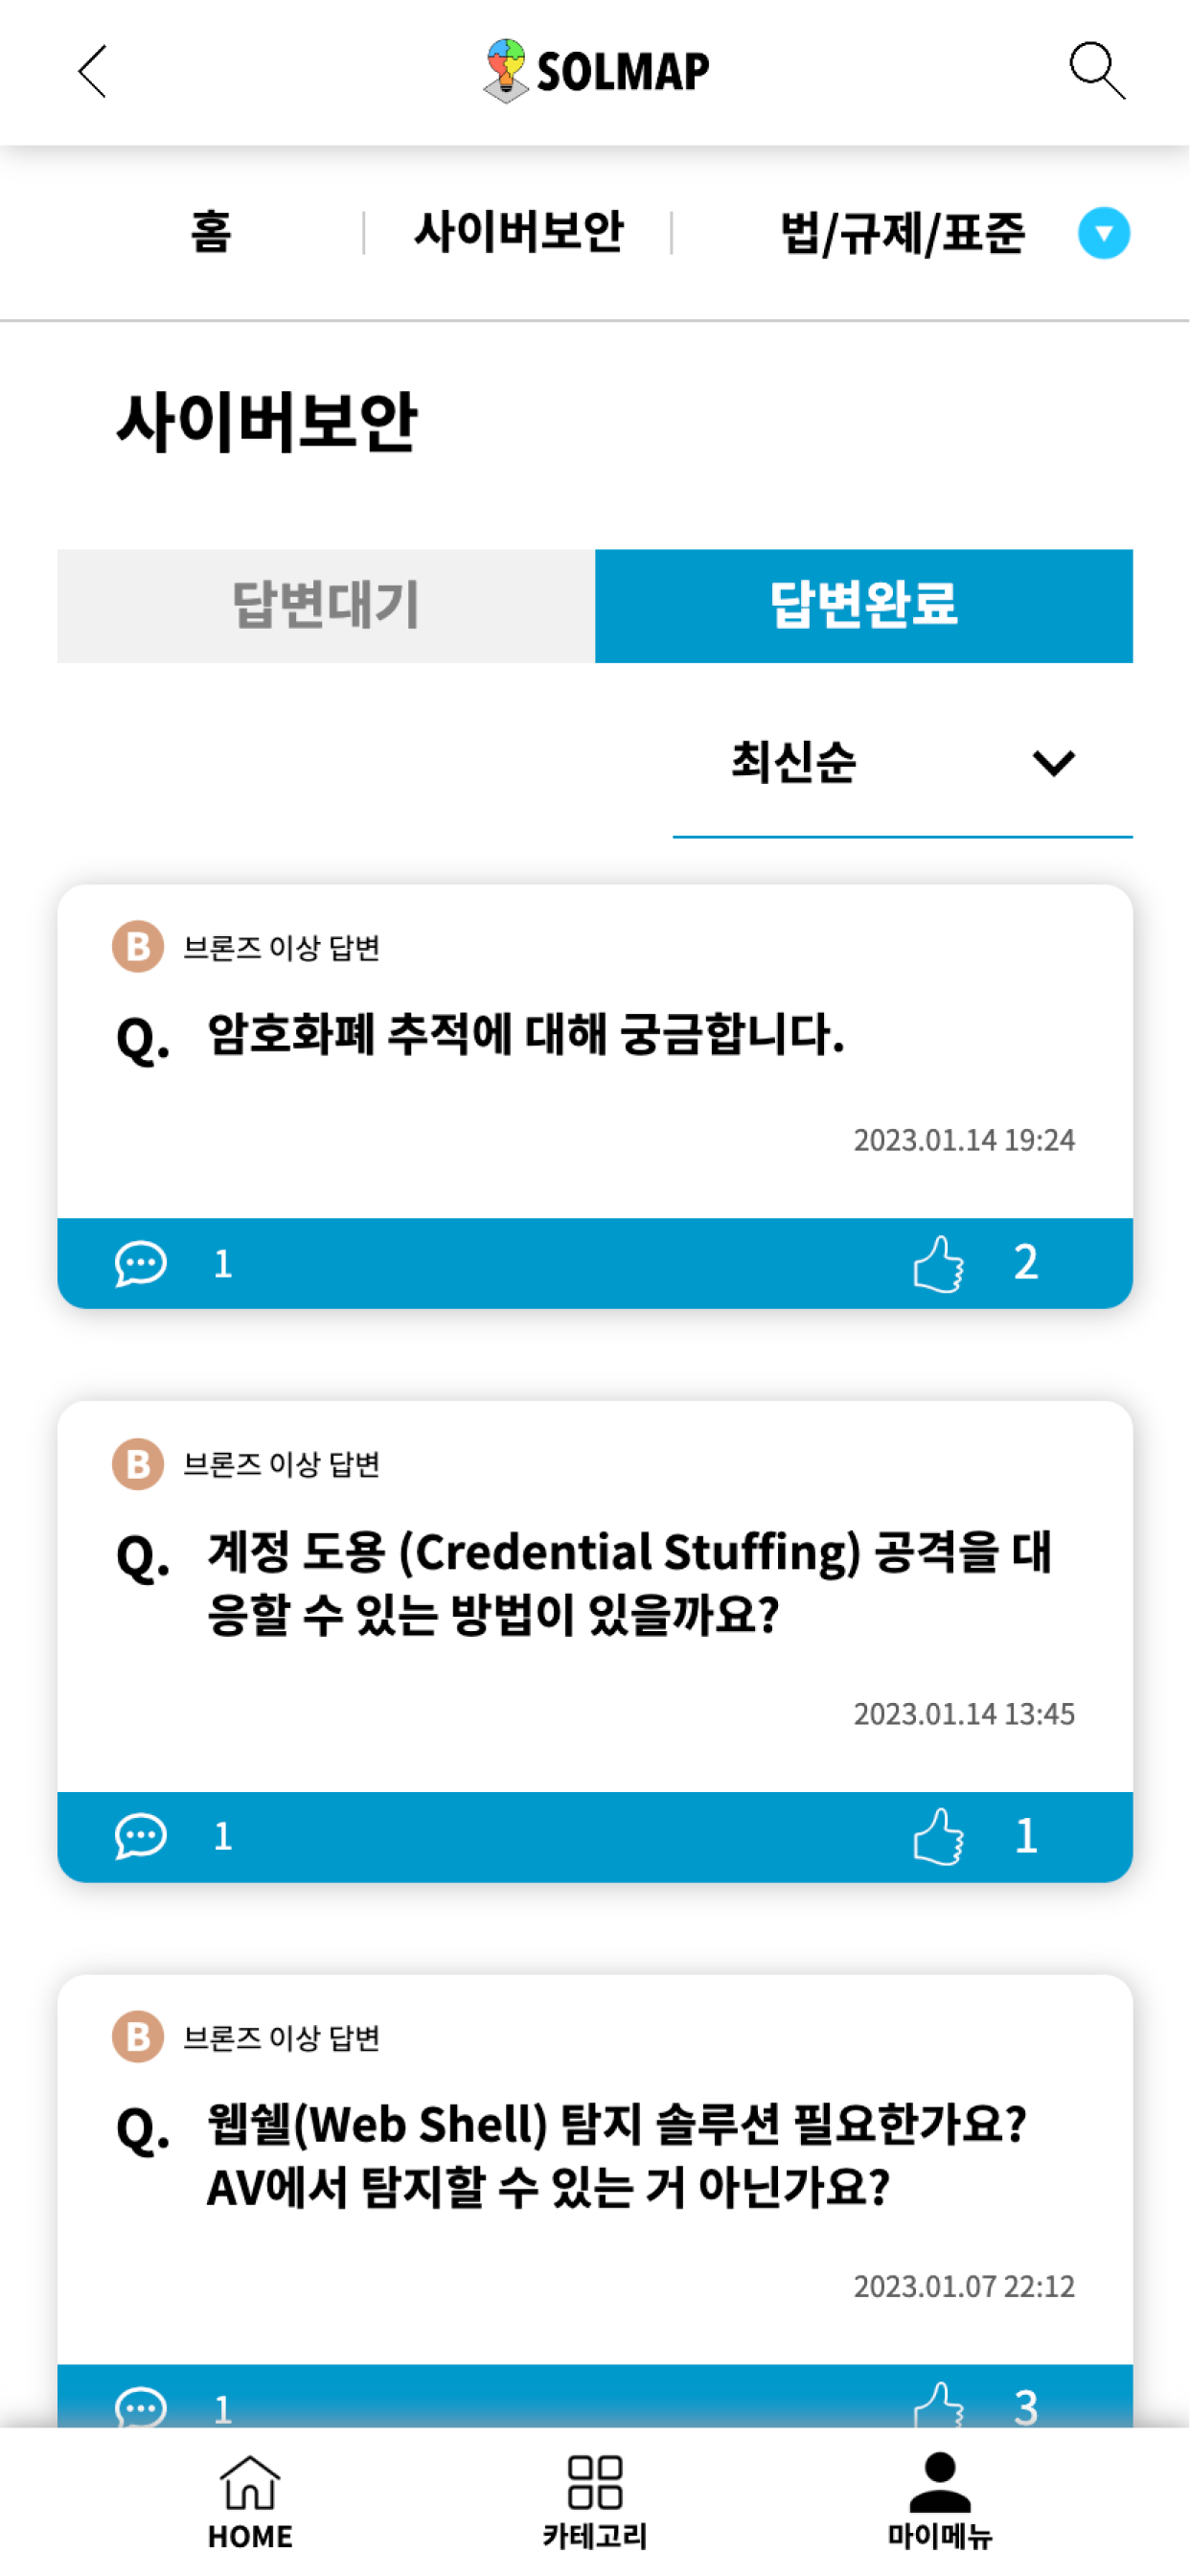 SOLMAP
홈 사이버보안 법/규제/표준
사이버보안
답변대기 답변완료
최신순
B 브론즈 이상 답변
Q. 암호화폐 추적에 대해 궁금합니다.
2023.01.14 19:24
1 2
B 브론즈 이상 답변
Q. 계정 도용 (Credential Stuffing) 공격을 대
응할 수 있는 방법이 있을까요?
2023.01.14 13:45
1 1
B 브론즈 이상 답변
Q. 웹쉘(Web Shell) 탐지 솔루션 필요한가요?
AV에서 탐지할 수 있는 거 아닌가요?
2023.01.07 22:12
1 3
HOME 카테고리 마이메뉴